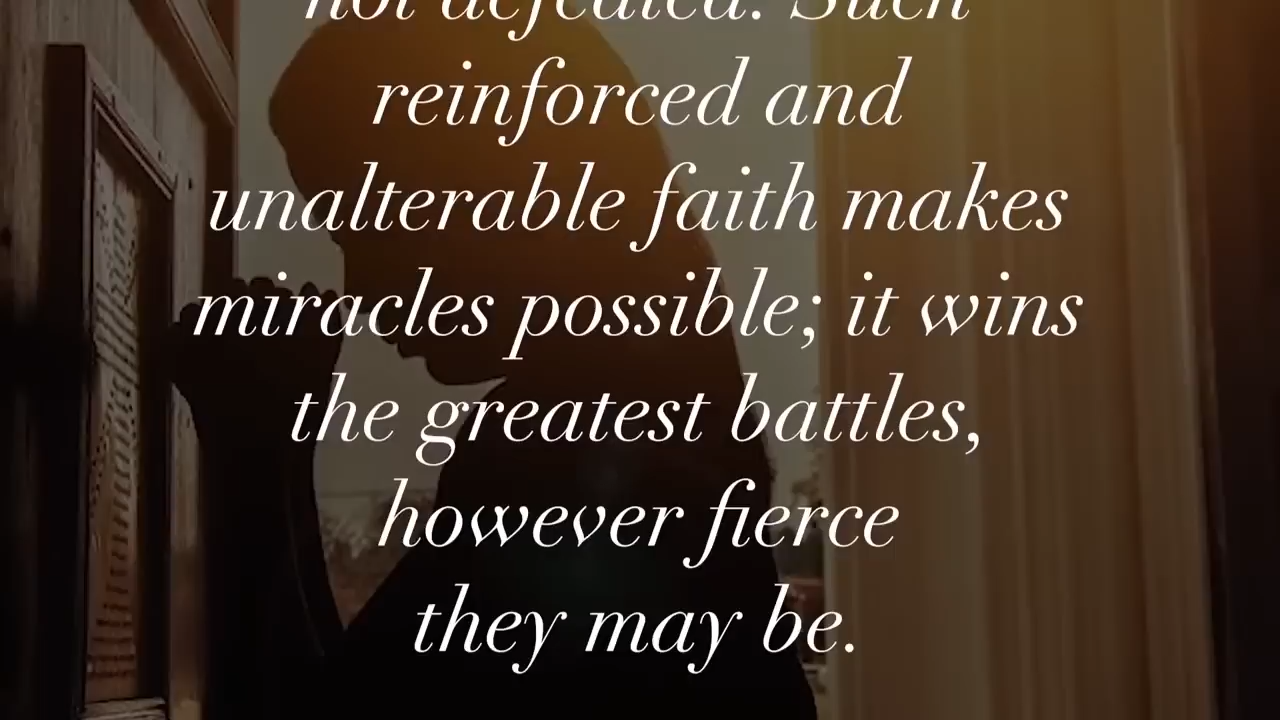 not defeated. Such
reinforced and
unalterable faith makes
miracles possible; it wins
the greatest battles,
however fierce
they may be.